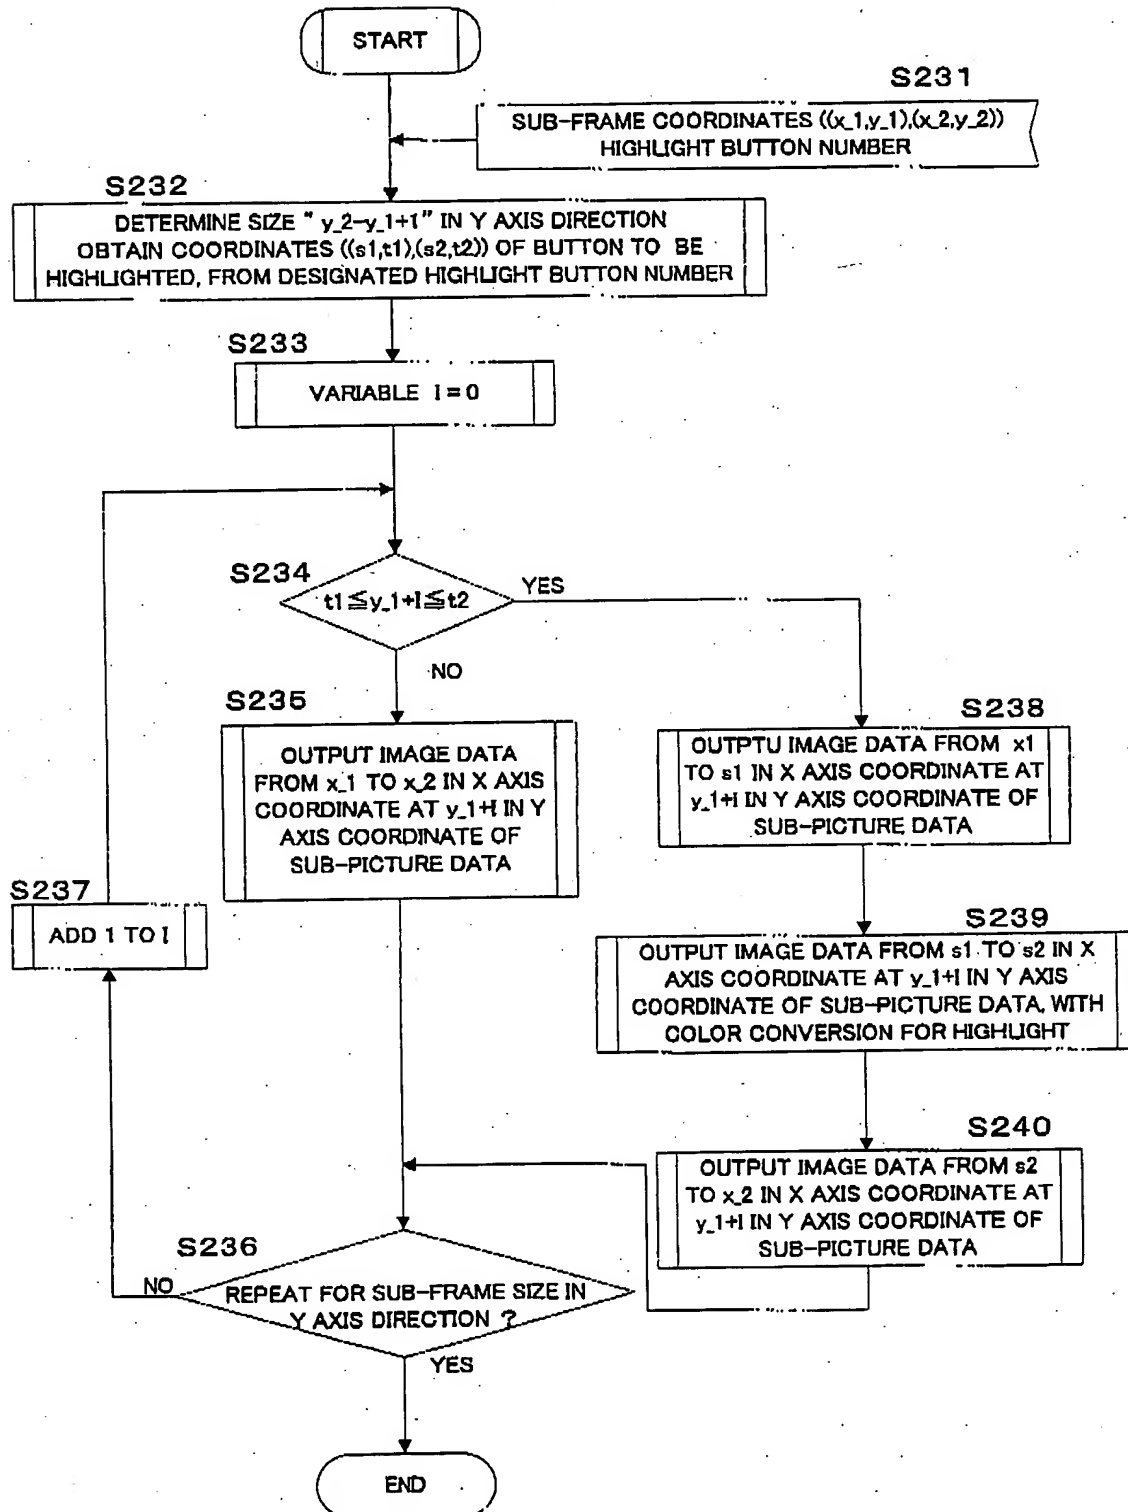 START
S231
SUB-FRAME COORDINATES ((x_1,y_1),(x_2,y_2))
HIGHLIGHT BUTTON NUMBER
S232
DETERMINE SIZE " y_2-y_1+1" IN Y AXIS DIRECTION
OBTAIN COORDINATES ((s1,t1),(s2,t2)) OF BUTTON TO BE
HIGHLIGHTED, FROM DESIGNATED HIGHLIGHT BUTTON NUMBER
S233
VARIABLE I = 0
S234
t1≦y_1+I≦t2
YES
NO
S235
OUTPUT IMAGE DATA
FROM x_1 TO x_2 IN X AXIS
COORDINATE AT y_1+I IN Y
AXIS COORDINATE OF
SUB-PICTURE DATA
S238
OUTPTU IMAGE DATA FROM x1
TO s1 IN X AXIS COORDINATE AT
y_1+I IN Y AXIS COORDINATE OF
SUB-PICTURE DATA
S237
ADD 1 TO I
S239
OUTPUT IMAGE DATA FROM s1 TO s2 IN X
AXIS COORDINATE AT y_1+I IN Y AXIS
COORDINATE OF SUB-PICTURE DATA, WITH
COLOR CONVERSION FOR HIGHLIGHT
S240
OUTPUT IMAGE DATA FROM s2
TO x_2 IN X AXIS COORDINATE AT
y_1+I IN Y AXIS COORDINATE OF
SUB-PICTURE DATA
S236
NO
REPEAT FOR SUB-FRAME SIZE IN
Y AXIS DIRECTION ?
YES
END